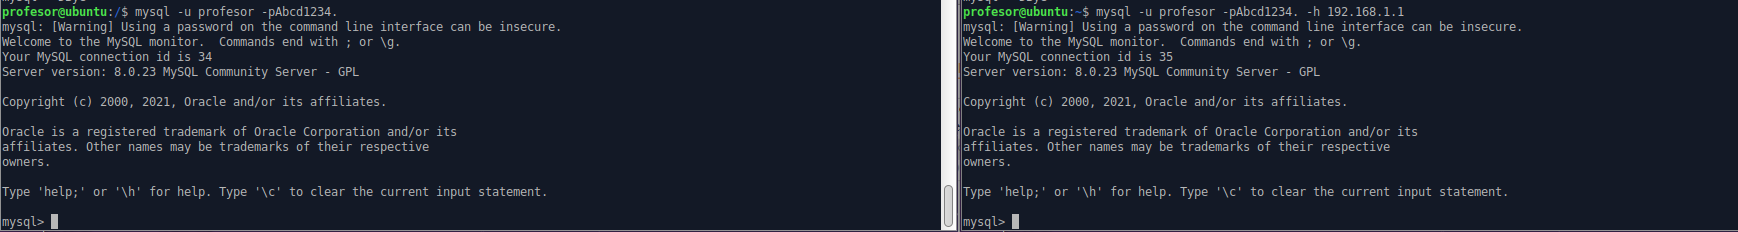 profesor@ubuntu:/$ mysql -u profesor -pAbcd1234.
mysql: [Warning] Using a password on the command line interface can be insecure.
Welcome to the MySQL monitor.  Commands end with ; or \g.
Your MySQL connection id is 34
Server version: 8.0.23 MySQL Community Server - GPL
Copyright (c) 2000, 2021, Oracle and/or its affiliates.
Oracle is a registered trademark of Oracle Corporation and/or its
affiliates. Other names may be trademarks of their respective
owners.
Type 'help;' or '\h' for help. Type '\c' to clear the current input statement.
mysql>
profesor@ubuntu:~$ mysql -u profesor -pAbcd1234. -h 192.168.1.1
mysql: [Warning] Using a password on the command line interface can be insecure.
Welcome to the MySQL monitor.  Commands end with ; or \g.
Your MySQL connection id is 35
Server version: 8.0.23 MySQL Community Server - GPL
Copyright (c) 2000, 2021, Oracle and/or its affiliates.
Oracle is a registered trademark of Oracle Corporation and/or its
affiliates. Other names may be trademarks of their respective
owners.
Type 'help;' or '\h' for help. Type '\c' to clear the current input statement.
mysql>